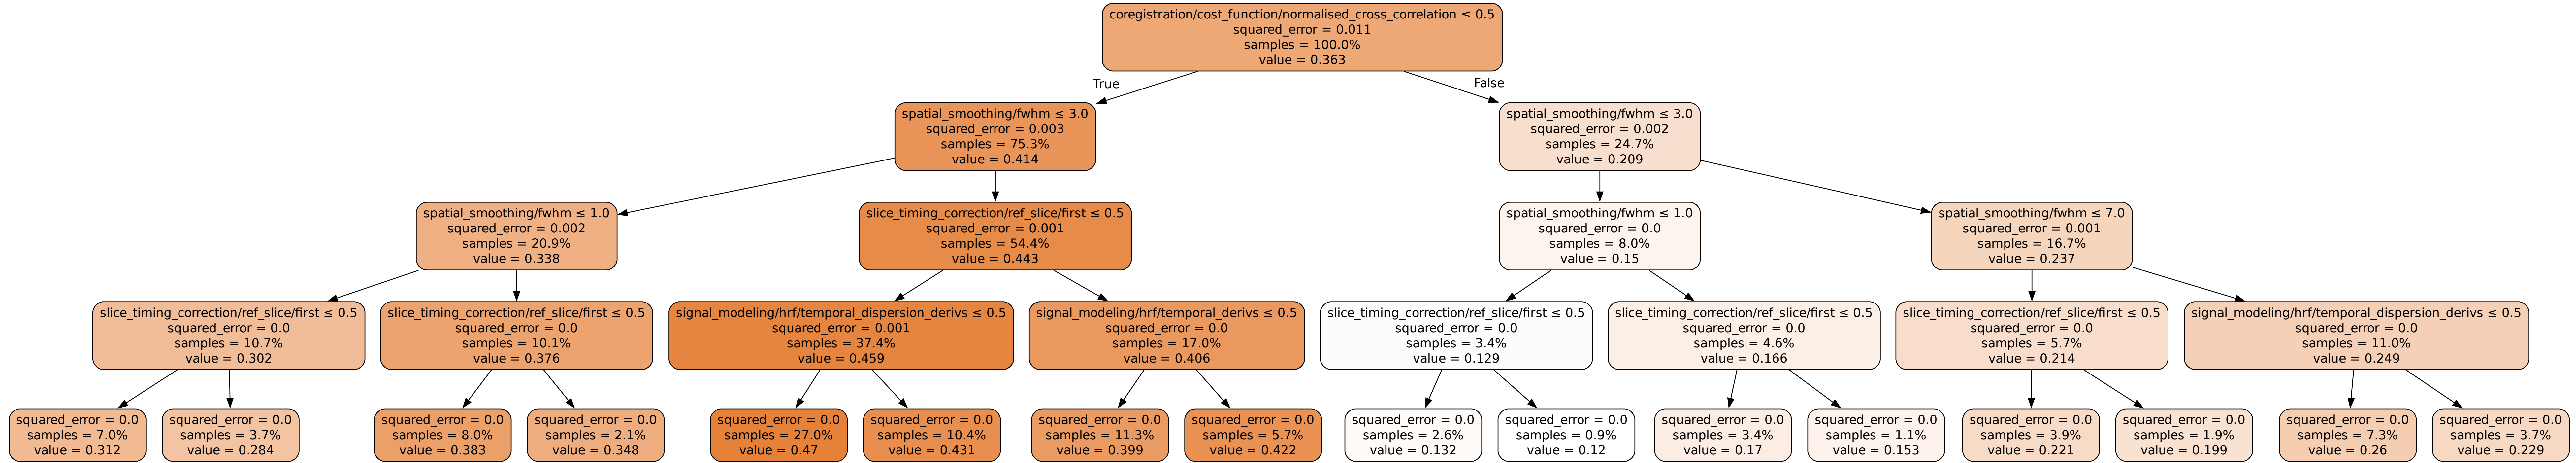 coregistration/cost_function/normalised_cross_correlation ≤ 0.5
squared_error = 0.011
samples = 100.0%
value = 0.363
True
False
spatial_smoothing/fwhm ≤ 3.0
squared_error = 0.003
samples = 75.3%
value = 0.414
spatial_smoothing/fwhm ≤ 3.0
squared_error = 0.002
samples = 24.7%
value = 0.209
spatial_smoothing/fwhm ≤ 1.0
squared_error = 0.002
samples = 20.9%
value = 0.338
slice_timing_correction/ref_slice/first ≤ 0.5
squared_error = 0.001
samples = 54.4%
value = 0.443
spatial_smoothing/fwhm ≤ 1.0
squared_error = 0.0
samples = 8.0%
value = 0.15
spatial_smoothing/fwhm ≤ 7.0
squared_error = 0.001
samples = 16.7%
value = 0.237
slice_timing_correction/ref_slice/first ≤ 0.5
squared_error = 0.0
samples = 10.7%
value = 0.302
slice_timing_correction/ref_slice/first ≤ 0.5
squared_error = 0.0
samples = 10.1%
value = 0.376
signal_modeling/hrf/temporal_dispersion_derivs ≤ 0.5
squared_error = 0.001
samples = 37.4%
value = 0.459
signal_modeling/hrf/temporal_derivs ≤ 0.5
squared_error = 0.0
samples = 17.0%
value = 0.406
slice_timing_correction/ref_slice/first ≤ 0.5
squared_error = 0.0
samples = 3.4%
value = 0.129
slice_timing_correction/ref_slice/first ≤ 0.5
squared_error = 0.0
samples = 4.6%
value = 0.166
slice_timing_correction/ref_slice/first ≤ 0.5
squared_error = 0.0
samples = 5.7%
value = 0.214
signal_modeling/hrf/temporal_dispersion_derivs ≤ 0.5
squared_error = 0.0
samples = 11.0%
value = 0.249
squared_error = 0.0
samples = 7.0%
value = 0.312
squared_error = 0.0
samples = 3.7%
value = 0.284
squared_error = 0.0
samples = 8.0%
value = 0.383
squared_error = 0.0
samples = 2.1%
value = 0.348
squared_error = 0.0
samples = 27.0%
value = 0.47
squared_error = 0.0
samples = 10.4%
value = 0.431
squared_error = 0.0
samples = 11.3%
value = 0.399
squared_error = 0.0
samples = 5.7%
value = 0.422
squared_error = 0.0
samples = 2.6%
value = 0.132
squared_error = 0.0
samples = 0.9%
value = 0.12
squared_error = 0.0
samples = 3.4%
value = 0.17
squared_error = 0.0
samples = 1.1%
value = 0.153
squared_error = 0.0
samples = 3.9%
value = 0.221
squared_error = 0.0
samples = 1.9%
value = 0.199
squared_error = 0.0
samples = 7.3%
value = 0.26
squared_error = 0.0
samples = 3.7%
value = 0.229